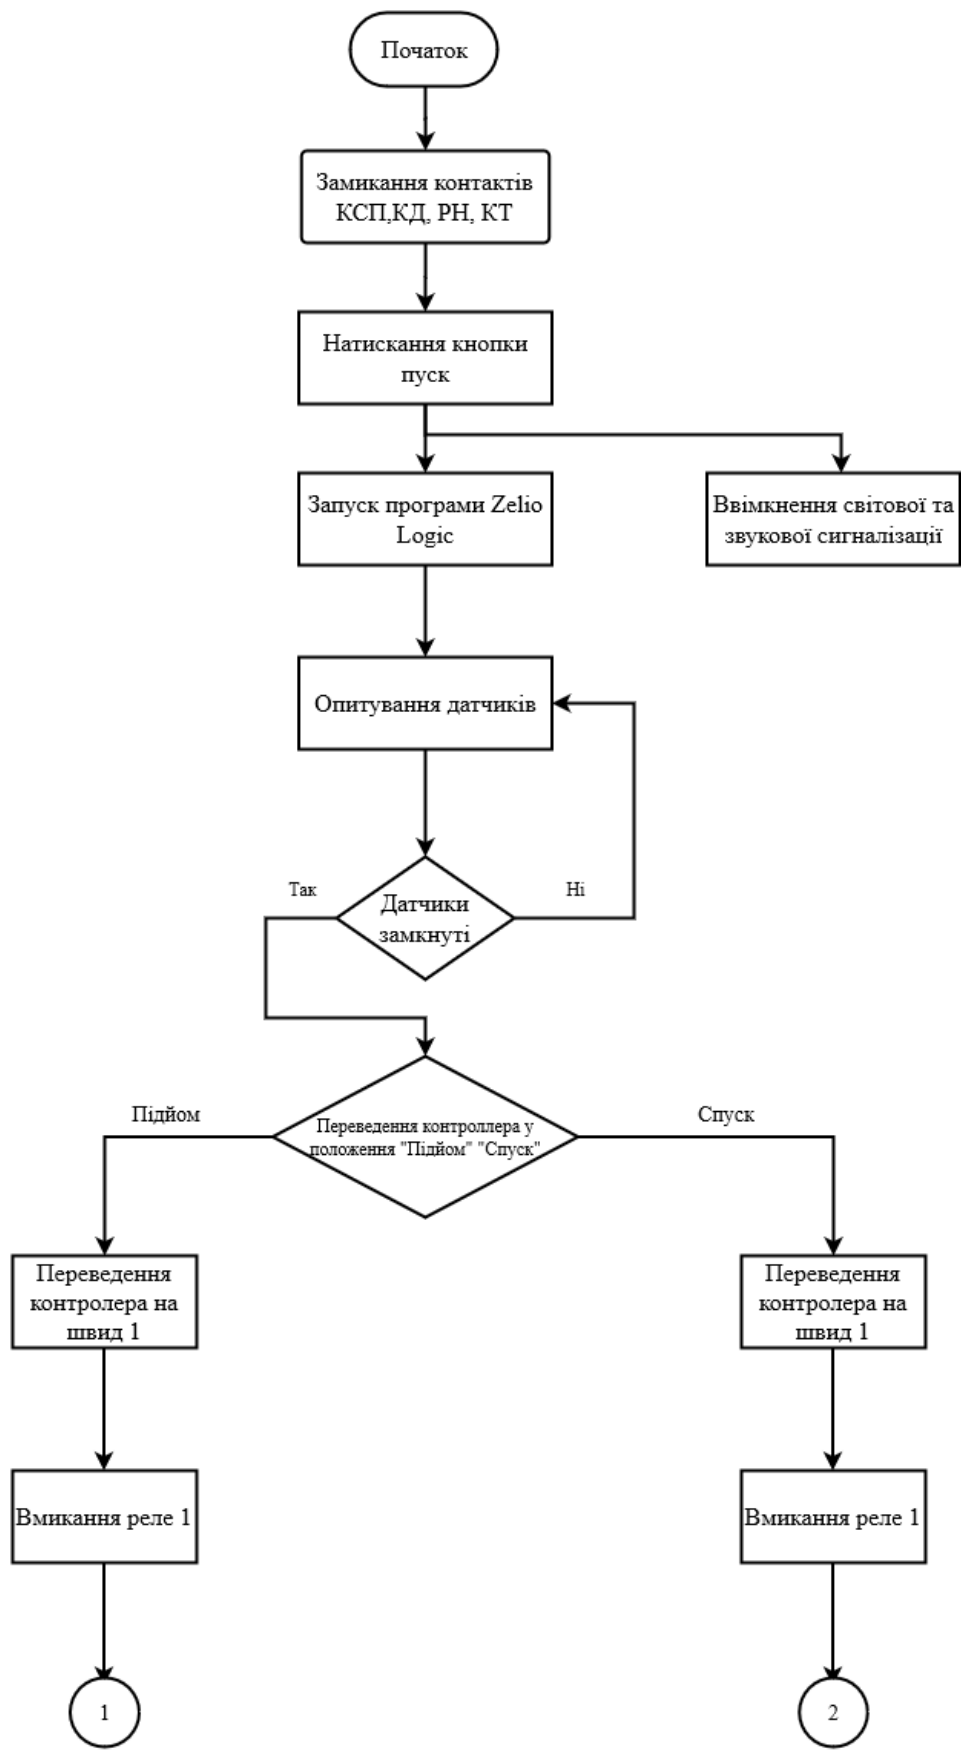 Початок
Замикання контактів
КСП,КД, РН, КТ
Натискання кнопки
пуск
Запуск програми Zelio
Logic
Ввімкнення світової та
звукової сигналізації
Опитування датчиків
Так
Ні
Датчики
замкнуті
Підйом
Спуск
Переведення контроллера у
положення "Підйом" "Спуск"
Переведення
контролера на
швид 1
Переведення
контролера на
швид 1
Вмикання реле 1
Вмикання реле 1
1
2